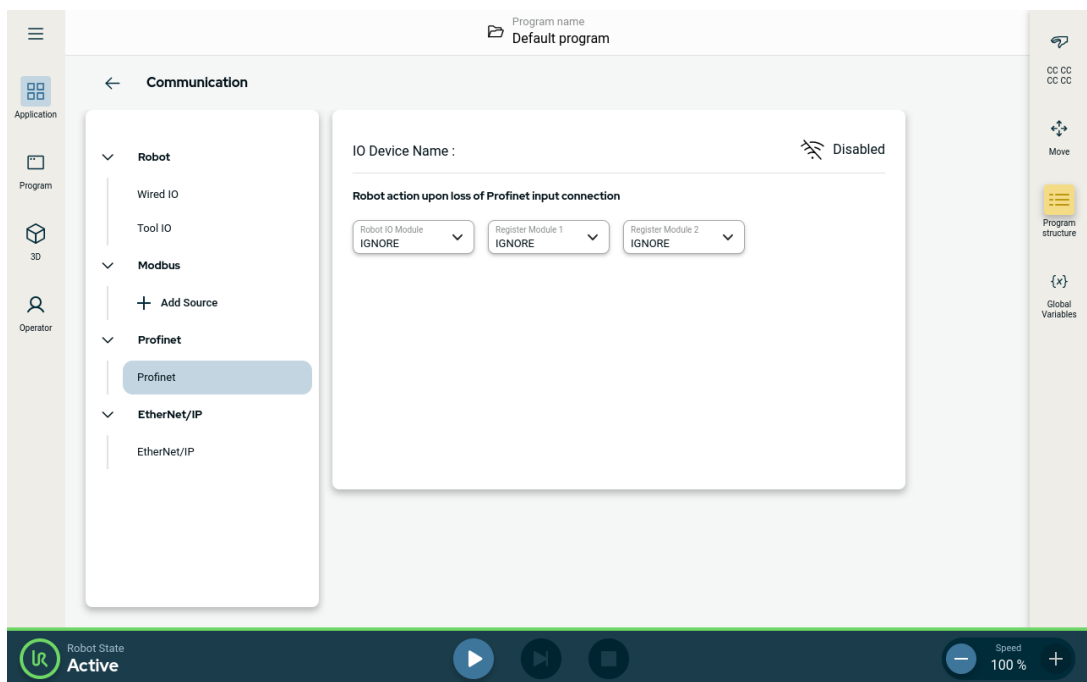 Program name
Default program
Communication
Application
Program
3D
Operator
Robot
Wired IO
Tool IO
Modbus
Add Source
Profinet
Profinet
EtherNet/IP
EtherNet/IP
IO Device Name :
Disabled
Robot action upon loss of Profinet input connection
Robot IO Module
IGNORE
Register Module 1
IGNORE
Register Module 2
IGNORE
CC CC
CC CC
Move
Program
structure
{x}
Global
Variables
UR
Robot State
Active
Speed
100 %